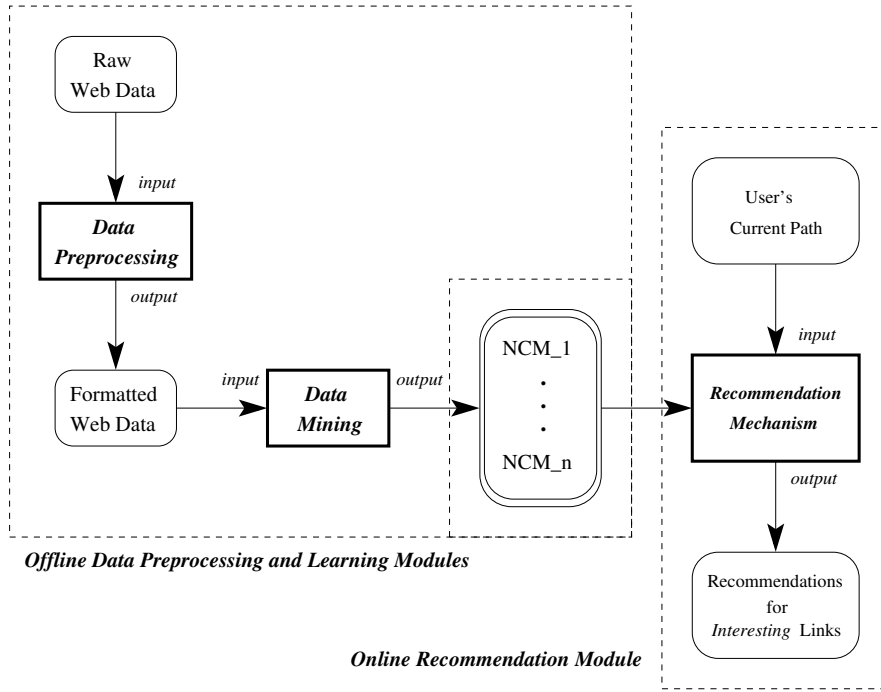 Raw
Web Data
input
Data
Preprocessing
output
Formatted
Web Data
input
Data
Mining
output
NCM_1
.
.
.
NCM_n
User's
Current Path
input
Recommendation
Mechanism
output
Recommendations
for
Interesting Links
Offline Data Preprocessing and Learning Modules
Online Recommendation Module